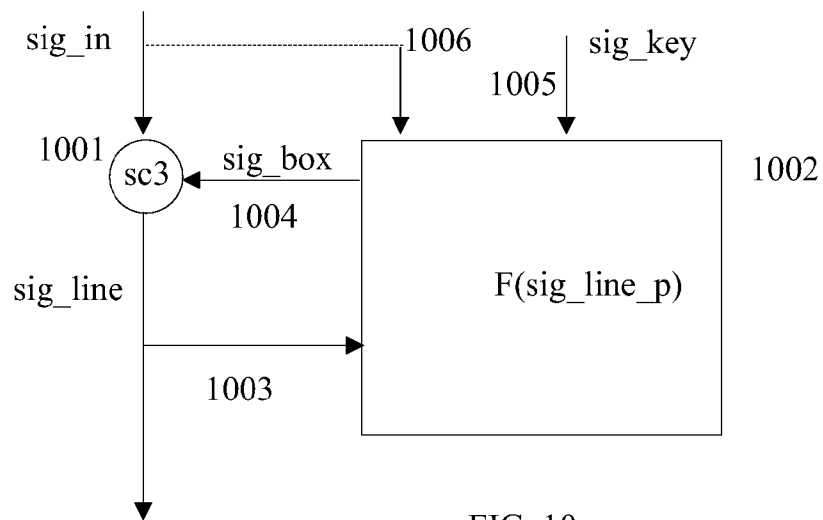 sig_in
1006
sig_key
1005
1001
sc3
sig_box
1004
1002
sig_line
F(sig_line_p)
1003
FIG. 10